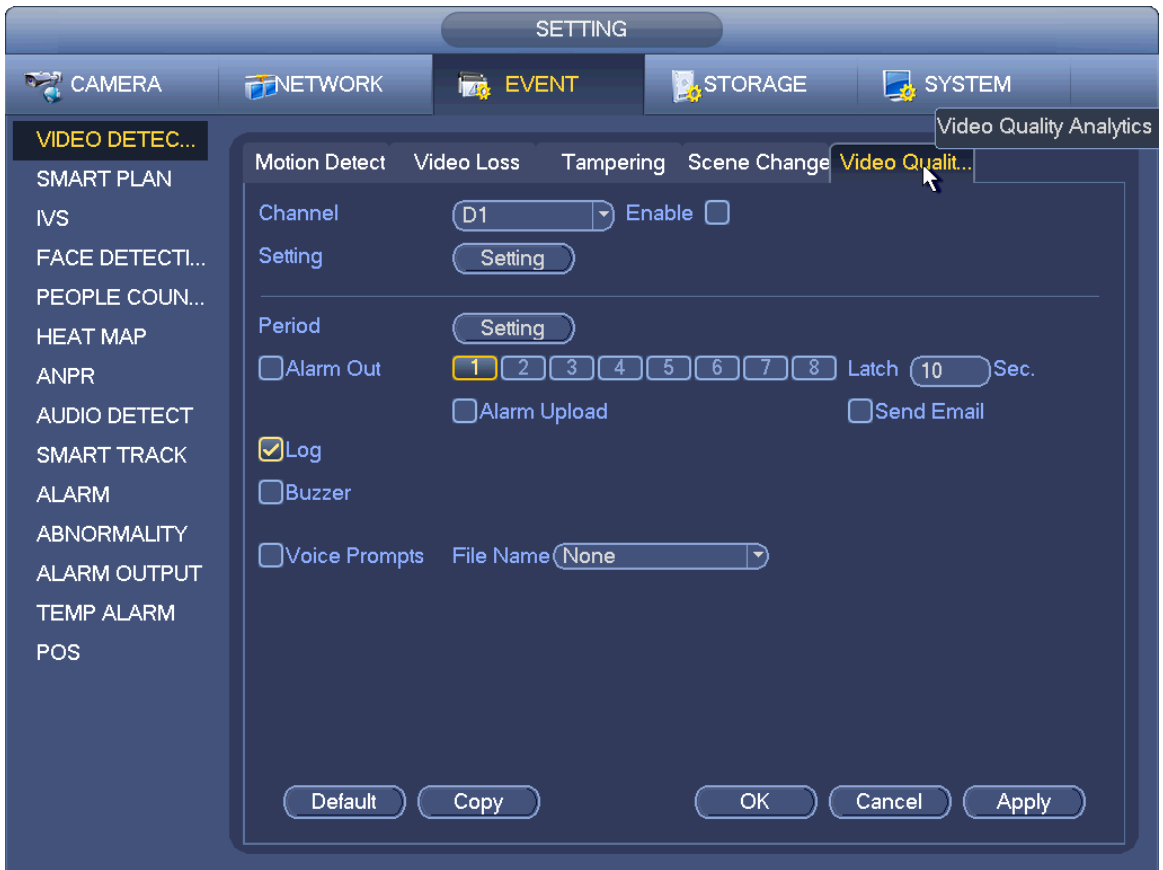 SETTING
CAMERA NETWORK EVENT STORAGE SYSTEM
Video Quality Analytics
VIDEO DETEC...
SMART PLAN
IVS
FACE DETECTI...
PEOPLE COUN...
HEAT MAP
ANPR
AUDIO DETECT
SMART TRACK
ALARM
ABNORMALITY
ALARM OUTPUT
TEMP ALARM
POS
Motion Detect Video Loss Tampering Scene Change Video Qualit...
Channel D1 Enable
Setting Setting
Period Setting
Alarm Out 1 2 3 4 5 6 7 8 Latch 10 Sec.
Alarm Upload Send Email
Log
Buzzer
Voice Prompts File Name None
Default Copy OK Cancel Apply